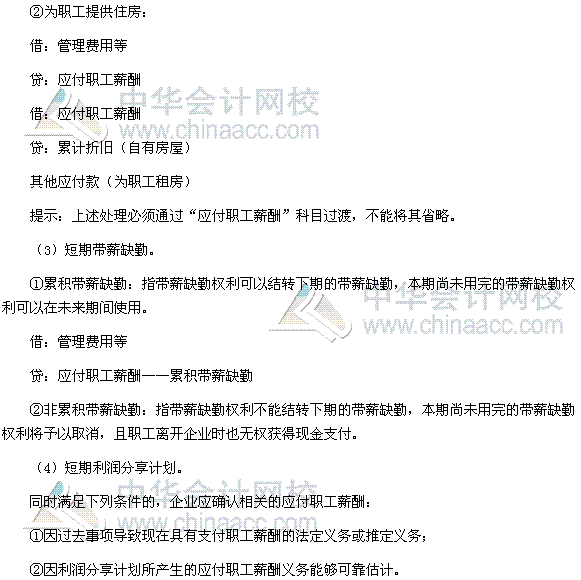 ②为职工提供住房：
借：管理费用等
贷：应付职工薪酬
借：应付职工薪酬
贷：累计折旧（自有房屋）
其他应付款（为职工租房）
提示：上述处理必须通过“应付职工薪酬”科目过渡，不能将其省略。
（3）短期带薪缺勤。
①累积带薪缺勤：指带薪缺勤权利可以结转下期的带薪缺勤，本期尚未用完的带薪缺勤权
利可以在未来期间使用。
借：管理费用等
贷：应付职工薪酬——累积带薪缺勤
②非累积带薪缺勤：指带薪缺勤权利不能结转下期的带薪缺勤，本期尚未用完的带薪缺勤
权利将予以取消，且职工离开企业时也无权获得现金支付。
（4）短期利润分享计划。
同时满足下列条件的，企业应确认相关的应付职工薪酬：
①因过去事项导致现在具有支付职工薪酬的法定义务或推定义务；
②因利润分享计划所产生的应付职工薪酬义务能够可靠估计。
中华会计网校
www.chinaacc.com
中华会计网校
www.chinaacc.com
中华会计网校
www.chinaacc.com